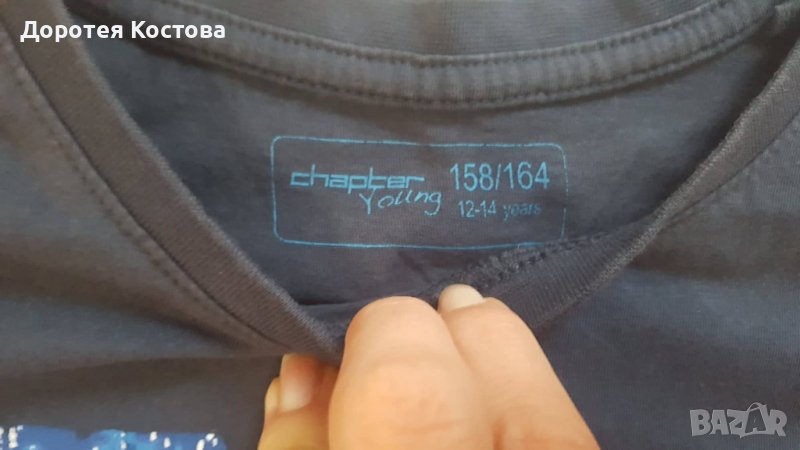 Доротея Костова
chapter 158/164
Young 12-14 years
BAZAR